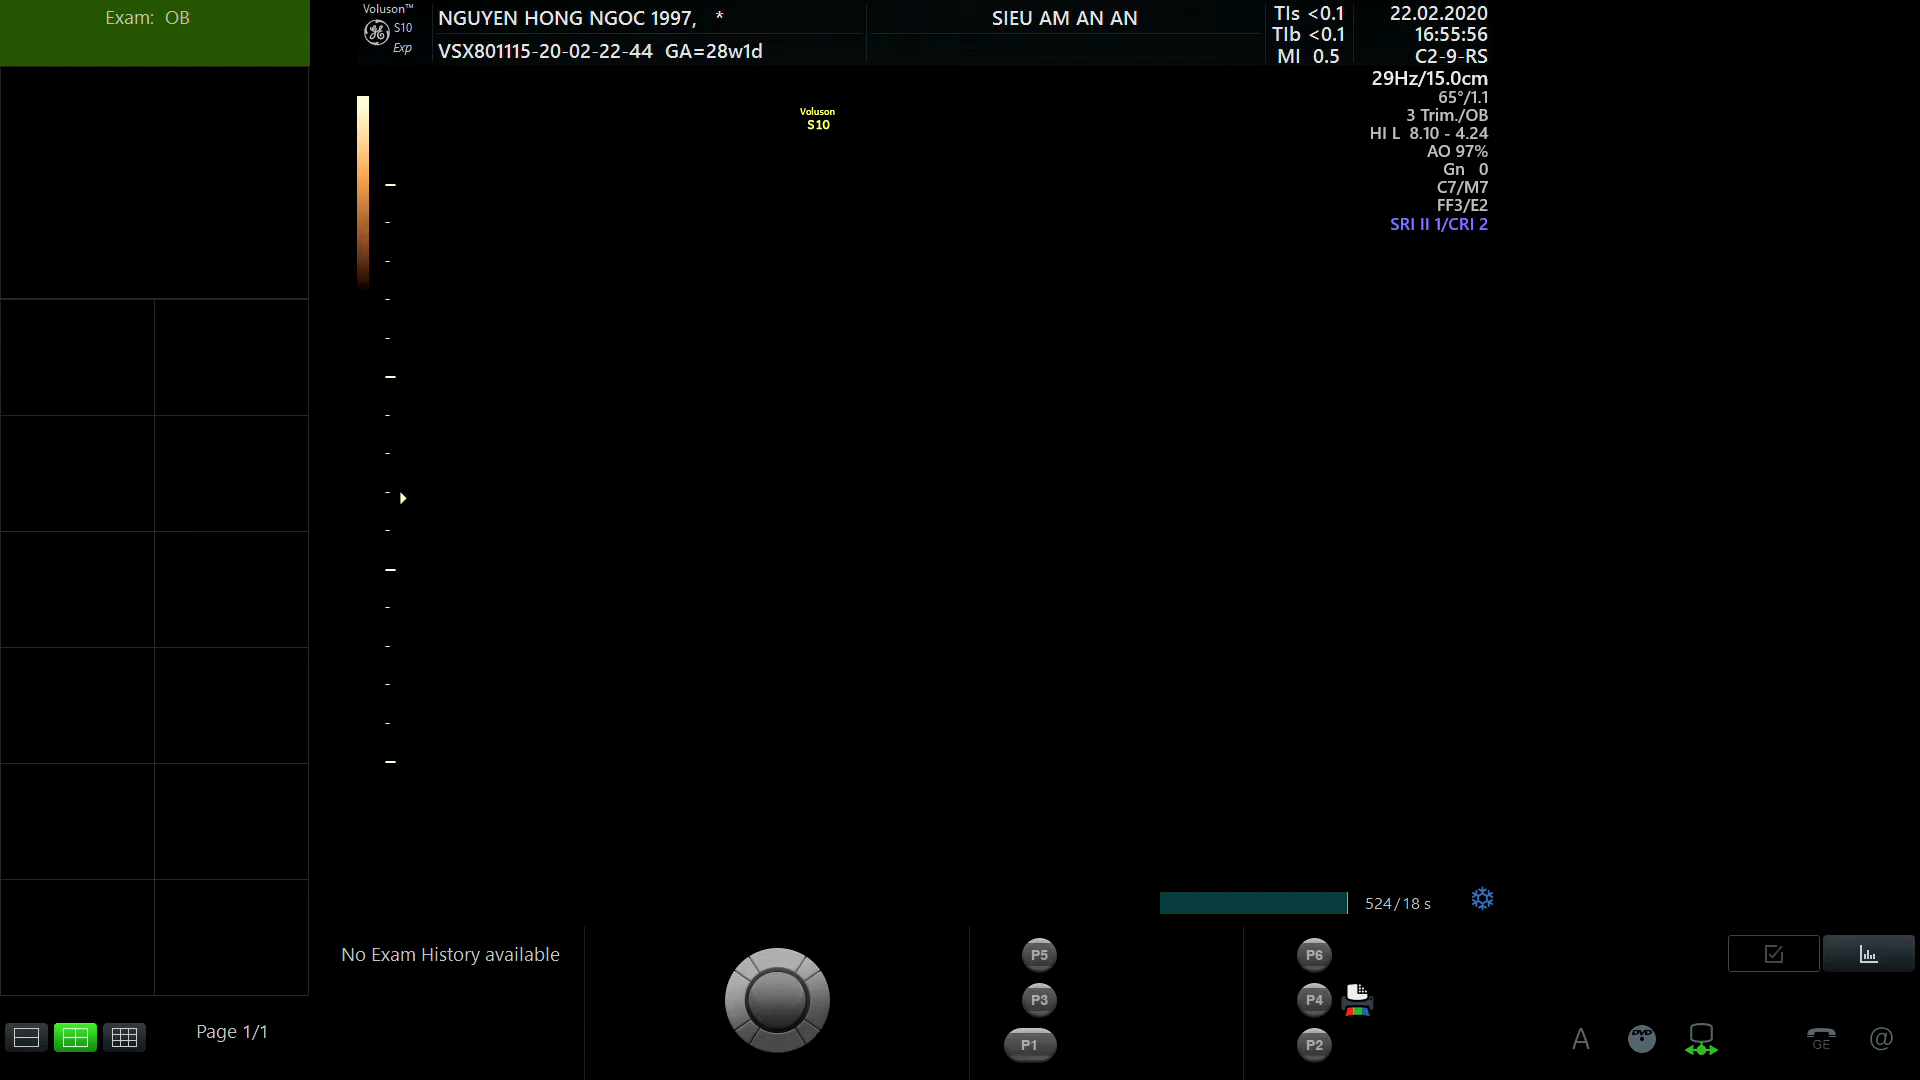 Exam: OB
Voluson™
S10
Exp
NGUYEN HONG NGOC 1997, *
VSX801115-20-02-22-44 GA=28w1d
SIEU AM AN AN
TIs <0.1
TIb <0.1
MI 0.5
22.02.2020
16:55:56
C2-9-RS
29Hz/15.0cm
65°/1.1
3 Trim./OB
HI L 8.10 - 4.24
AO 97%
Gn 0
C7/M7
FF3/E2
SRI II 1/CRI 2
Voluson
S10
524/18 s
No Exam History available
P5
P3
P1
P6
P4
P2
Page 1/1
A
DVD
GE
@